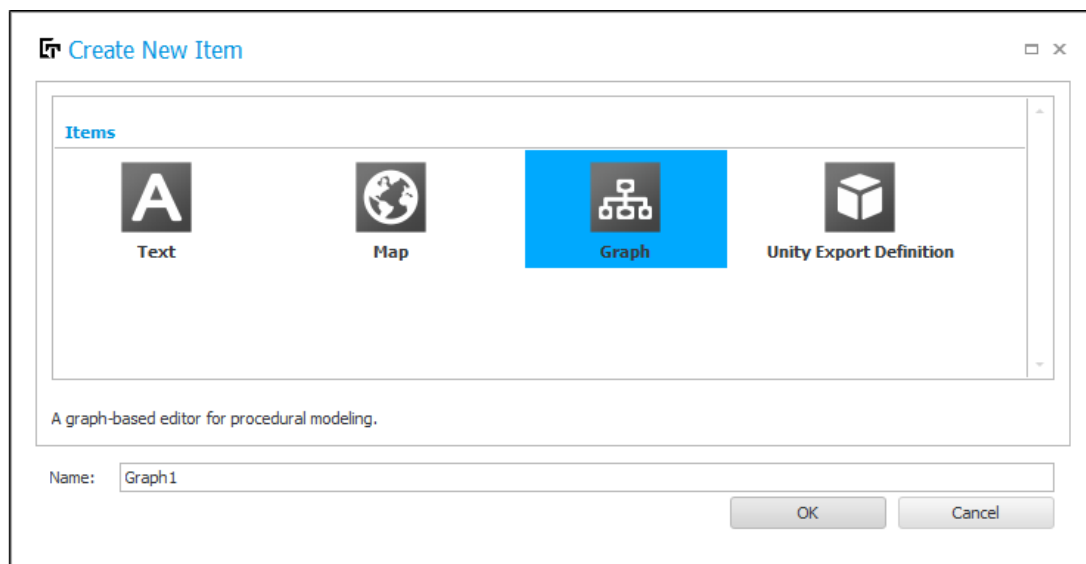 Create New Item
Items
Text
Map
Graph
Unity Export Definition
A graph-based editor for procedural modeling.
Name:
Graph1
OK
Cancel